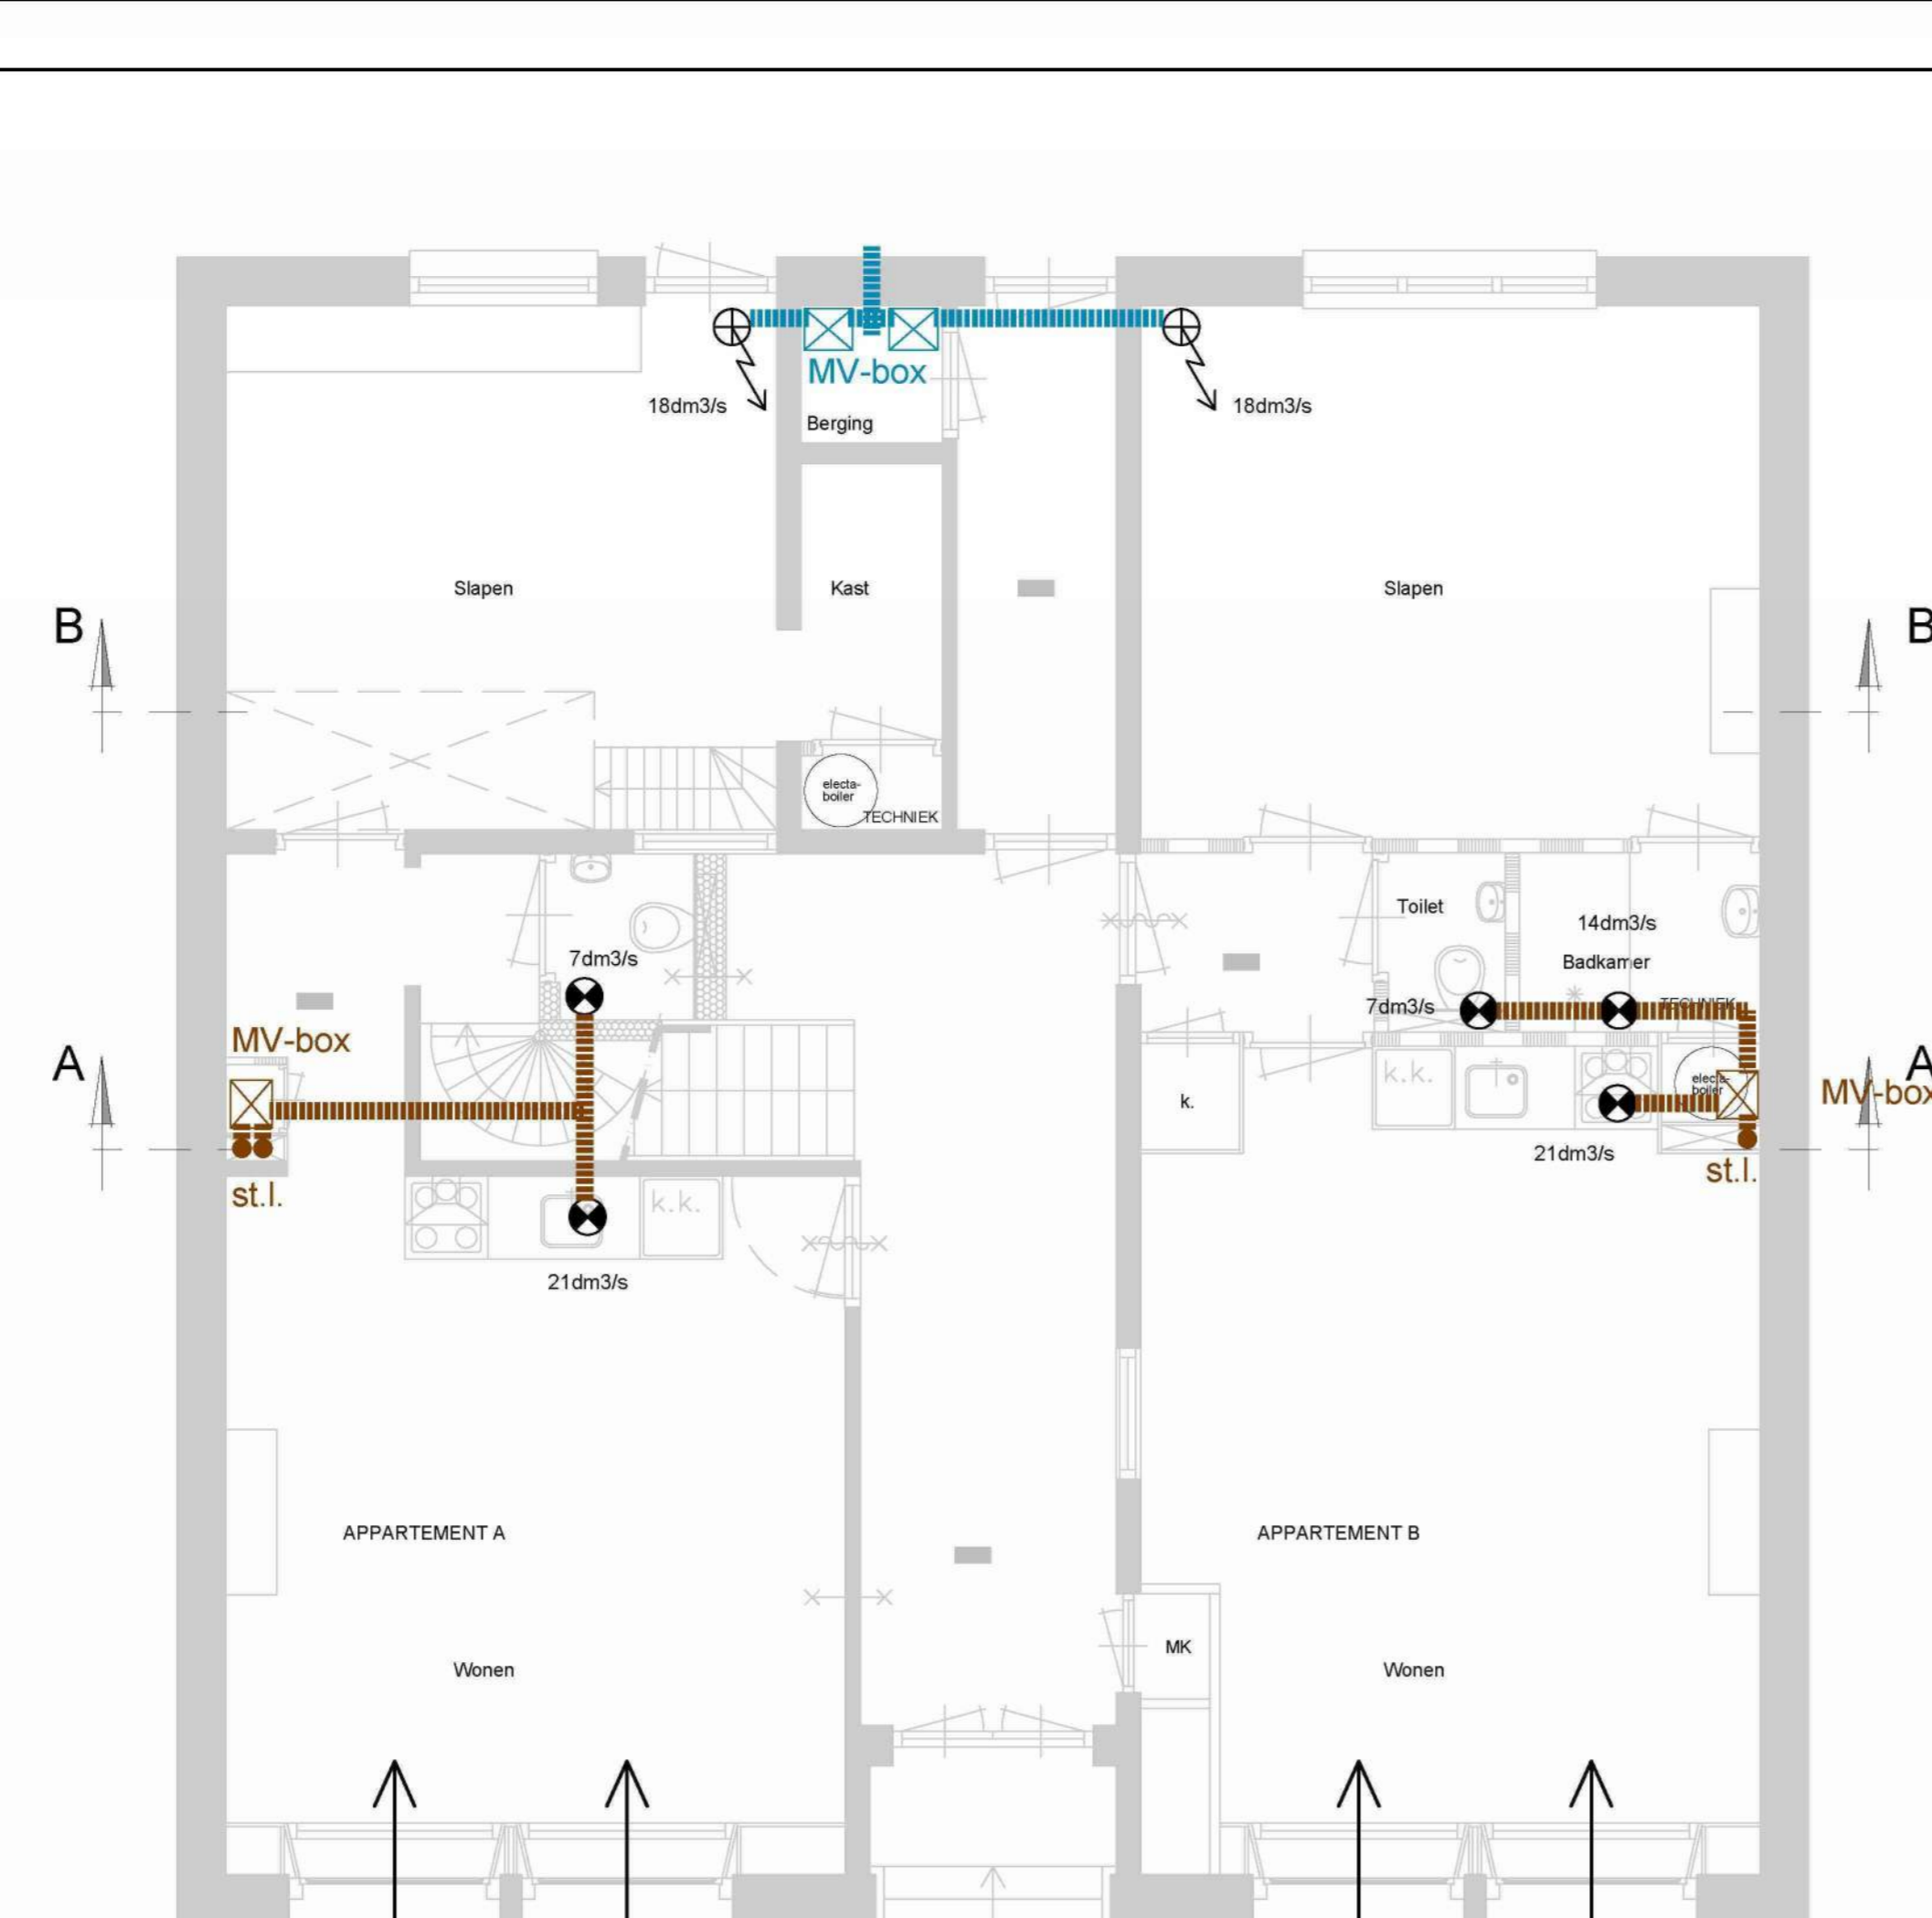 MV-box
18dm3/s
18dm3/s
Berging
Slapen
Kast
Slapen
B
B
electa-
boiler
TECHNIEK
Toilet
14dm3/s
7dm3/s
Badkamer
7dm3/s
TECHNIEK
MV-box
A
A
k.k.
electa-
boiler
MV-box
k.
21dm3/s
st.l.
st.l.
k.k.
21dm3/s
APPARTEMENT A
APPARTEMENT B
MK
Wonen
Wonen